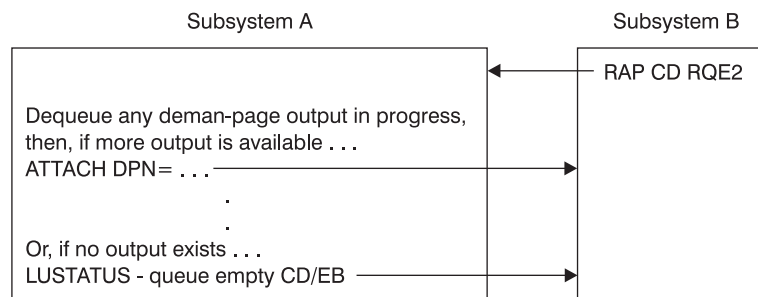 Subsystem A
Subsystem B
RAP CD RQE2
Dequeue any deman-page output in progress,
then, if more output is available . . .
ATTACH DPN= . . .
.
.
Or, if no output exists . . .
LUSTATUS - queue empty CD/EB